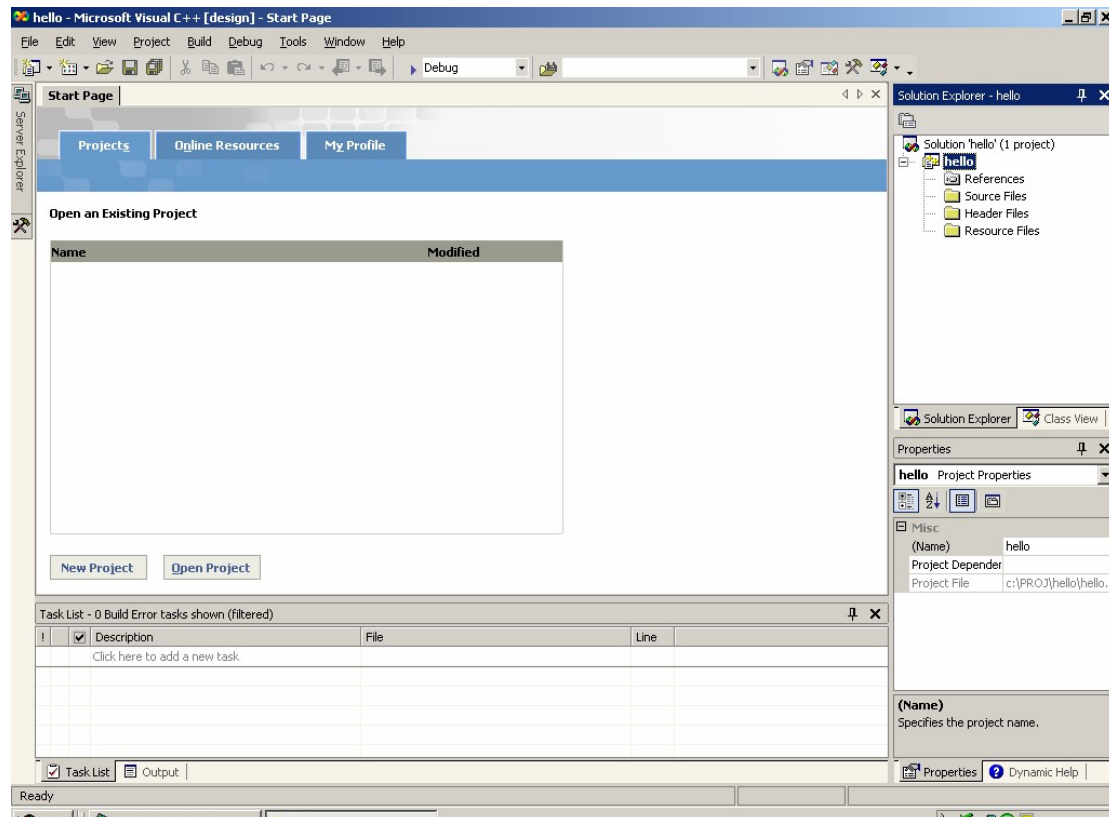 hello - Microsoft Visual C++ [design] - Start Page
File Edit View Project Build Debug Tools Window Help
Debug
Server Explorer
Start Page
Projects Online Resources My Profile
Open an Existing Project
Name Modified
New Project Open Project
Task List - 0 Build Error tasks shown (filtered)
! Description File Line
Click here to add a new task
Task List Output
Solution Explorer - hello
Solution 'hello' (1 project)
hello
References
Source Files
Header Files
Resource Files
Solution Explorer Class View
Properties
hello Project Properties
Misc
(Name) hello
Project Depender
Project File c:\PROJ\hello\hello.
(Name)
Specifies the project name.
Properties Dynamic Help
Ready